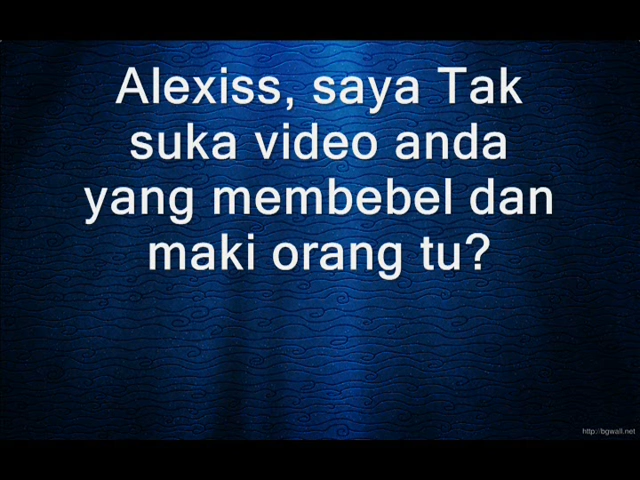 Alexiss, saya Tak
suka video anda
yang membebel dan
maki orang tu?
http://bgwall.net